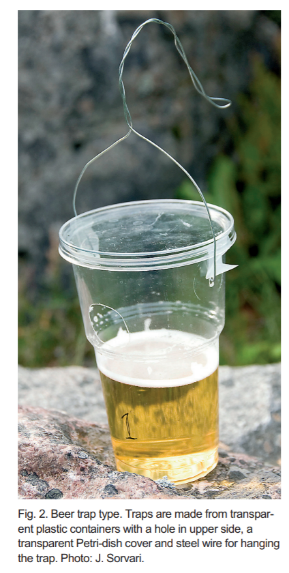 1
Fig. 2. Beer trap type. Traps are made from transpar-
ent plastic containers with a hole in upper side, a
transparent Petri-dish cover and steel wire for hanging
the trap. Photo: J. Sorvari.